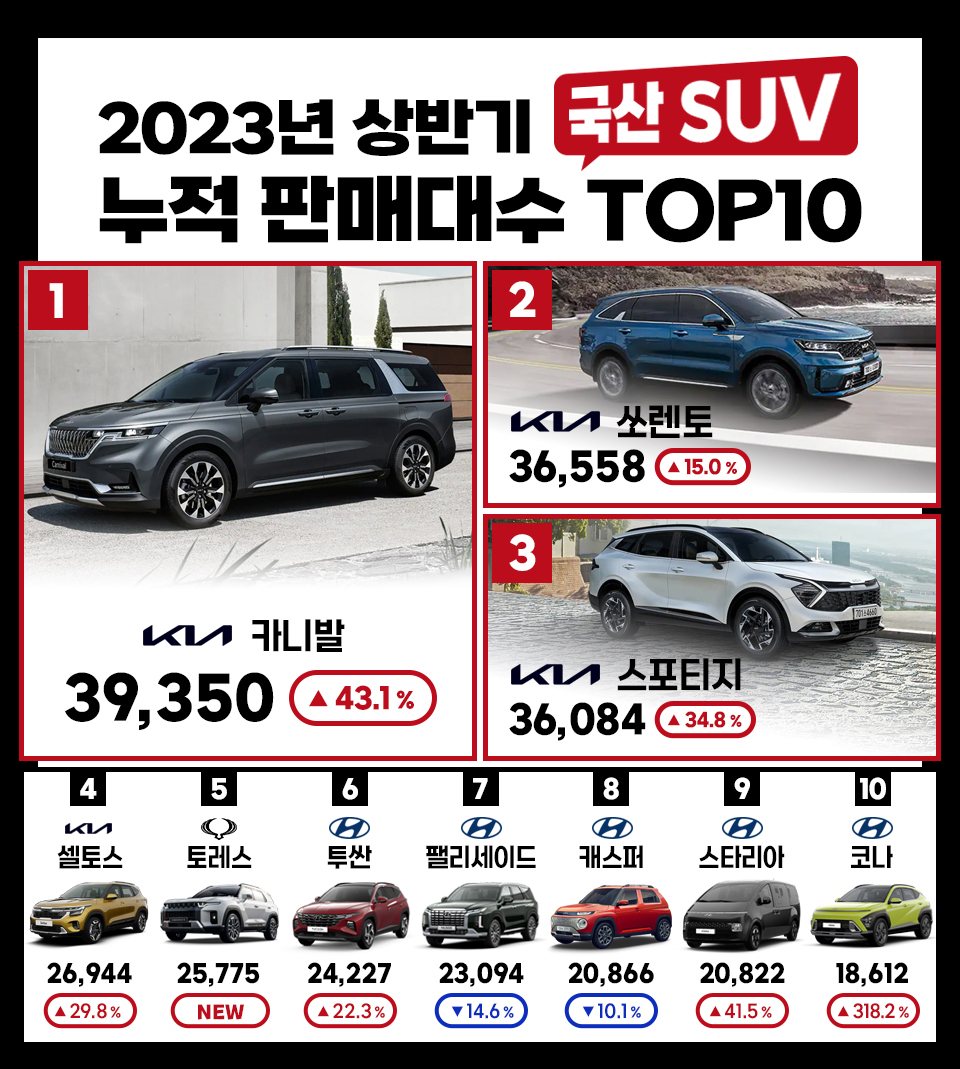 2023년 상반기 국산 SUV
누적 판매대수 TOP10
1
Carnival
KIA 카니발
39,350 ▲43.1%
2
KIA 쏘렌토
36,558 ▲15.0%
3
KIA 스포티지
36,084 ▲34.8%
4 5 6 7 8 9 10
KIA
셀토스 토레스 투싼 팰리세이드 캐스퍼 스타리아 코나
26,944 25,775 24,227 23,094 20,866 20,822 18,612
▲29.8% NEW ▲22.3% ▼14.6% ▼10.1% ▲41.5% ▲318.2%